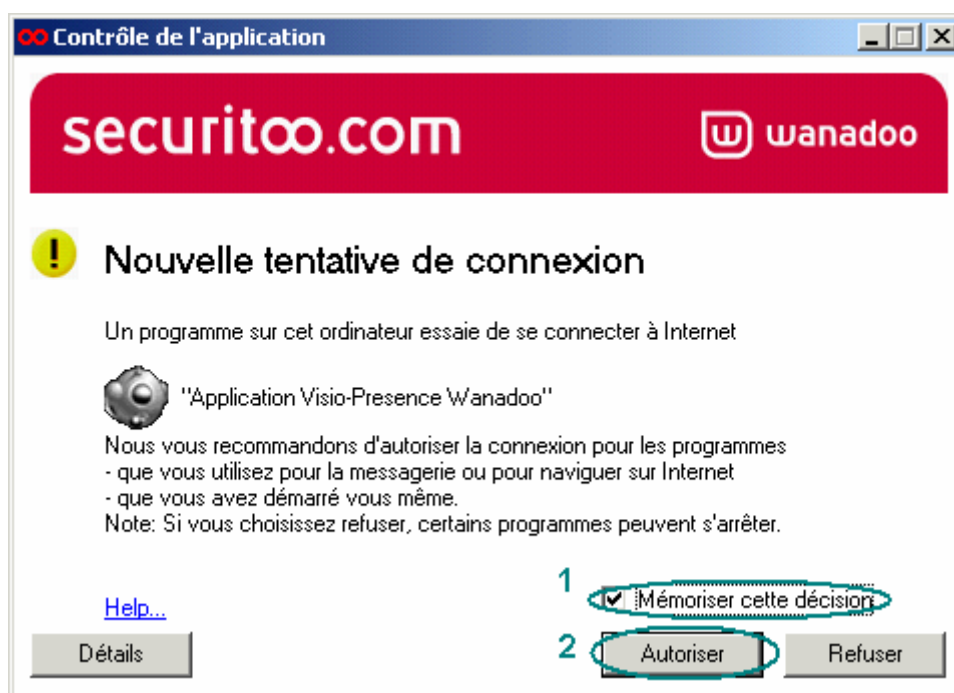 Contrôle de l'application
securitoo.com
wanadoo
Nouvelle tentative de connexion
Un programme sur cet ordinateur essaie de se connecter à Internet
"Application Visio-Presence Wanadoo"
Nous vous recommandons d'autoriser la connexion pour les programmes
- que vous utilisez pour la messagerie ou pour naviguer sur Internet
- que vous avez démarré vous même.
Note: Si vous choisissez refuser, certains programmes peuvent s'arrêter.
1 Mémoriser cette décision
Help...
Détails 2 Autoriser Refuser